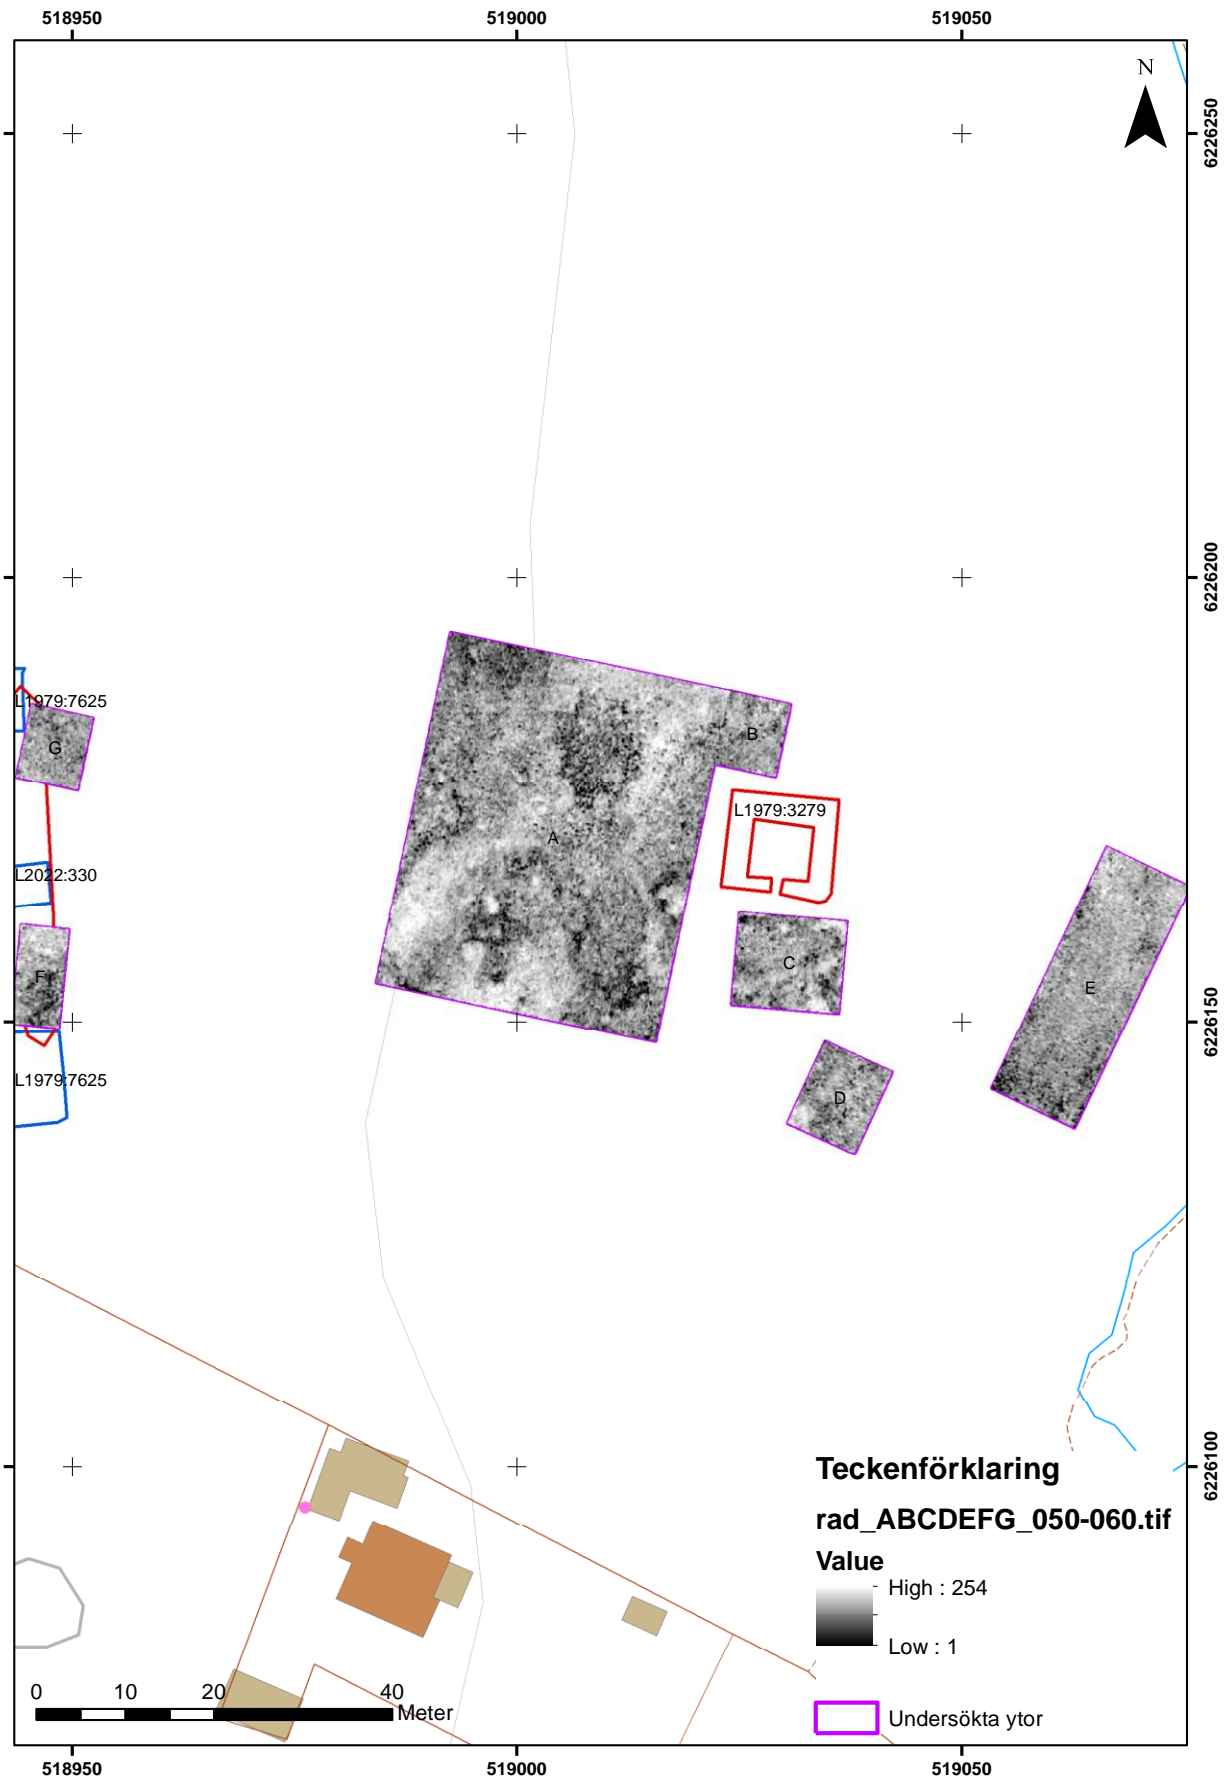 518950
519000
519050
N
6226250
6226200
L1979:7625
G
B
A
L1979:3279
L2022:330
F
C
E
6226150
L1979:7625
D
6226100
Teckenförklaring
rad_ABCDEFG_050-060.tif
Value
High : 254
Low : 1
Undersökta ytor
0 10 20 40
Meter
518950
519000
519050